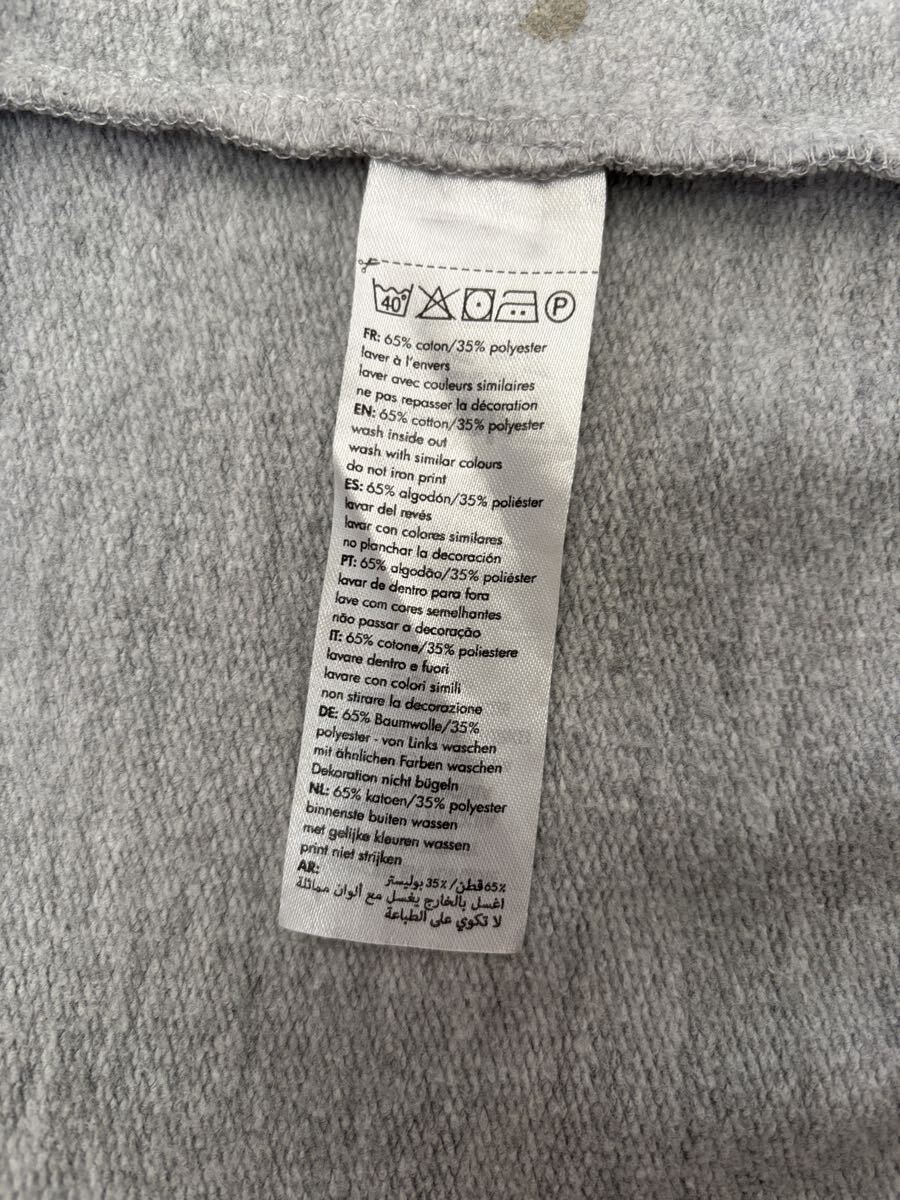 40°
P
FR: 65% coton/35% polyester
laver à l'envers
laver avec couleurs similaires
ne pas repasser la décoration
EN: 65% cotton/35% polyester
wash inside out
wash with similar colours
do not iron print
ES: 65% algodón/35% poliéster
lavar del revés
lavar con colores similares
no planchar la decoración
PT: 65% algodão/35% poliéster
lavar de dentro para fora
lave com cores semelhantes
não passar a decoração
IT: 65% cotone/35% poliestere
lavare dentro e fuori
lavare con colori simili
non stirare la decorazione
DE: 65% Baumwolle/35%
polyester - von Links waschen
mit ähnlichen Farben waschen
Dekoration nicht bügeln
NL: 65% katoen/35% polyester
binnenste buiten wassen
met gelijke kleuren wassen
print niet strijken
AR:
65% قطن/ 35% بوليستر
اغسل بالخارج يغسل مع ألوان مماثلة
لا تكوي على الطباعة